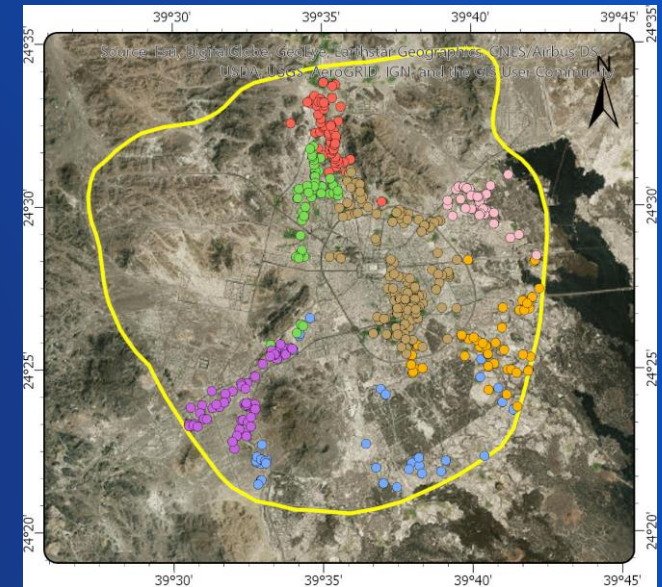 39°30' 39°35' 39°40' 39°45'
24°35' 24°35'
Source: Esri, DigitalGlobe, GeoEye, Earthstar Geographics, CNES/Airbus DS,
USDA, USGS, AeroGRID, IGN, and the GIS User Community
N
24°30' 24°30'
24°25' 24°25'
24°20' 24°20'
39°30' 39°35' 39°40' 39°45'